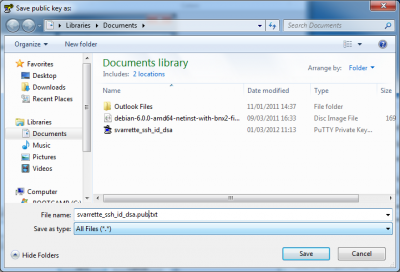 Save public key as:
Libraries Documents
Search Documents
Organize New folder
Favorites
Desktop
Downloads
Recent Places
Libraries
Documents
Music
Pictures
Videos
Computer
Documents library
Includes: 2 locations
Arrange by: Folder
Name Date modified Type Size
Outlook Files 11/01/2011 14:37 File folder
debian-6.0.0-amd64-netinst-with-bnx2-fi... 09/03/2011 16:33 Disc Image File 169
svarrette_ssh_id_dsa 01/03/2012 11:13 PuTTY Private Key...
File name: svarrette_ssh_id_dsa.pub.txt
Save as type: All Files (*.*)
Hide Folders
Save Cancel